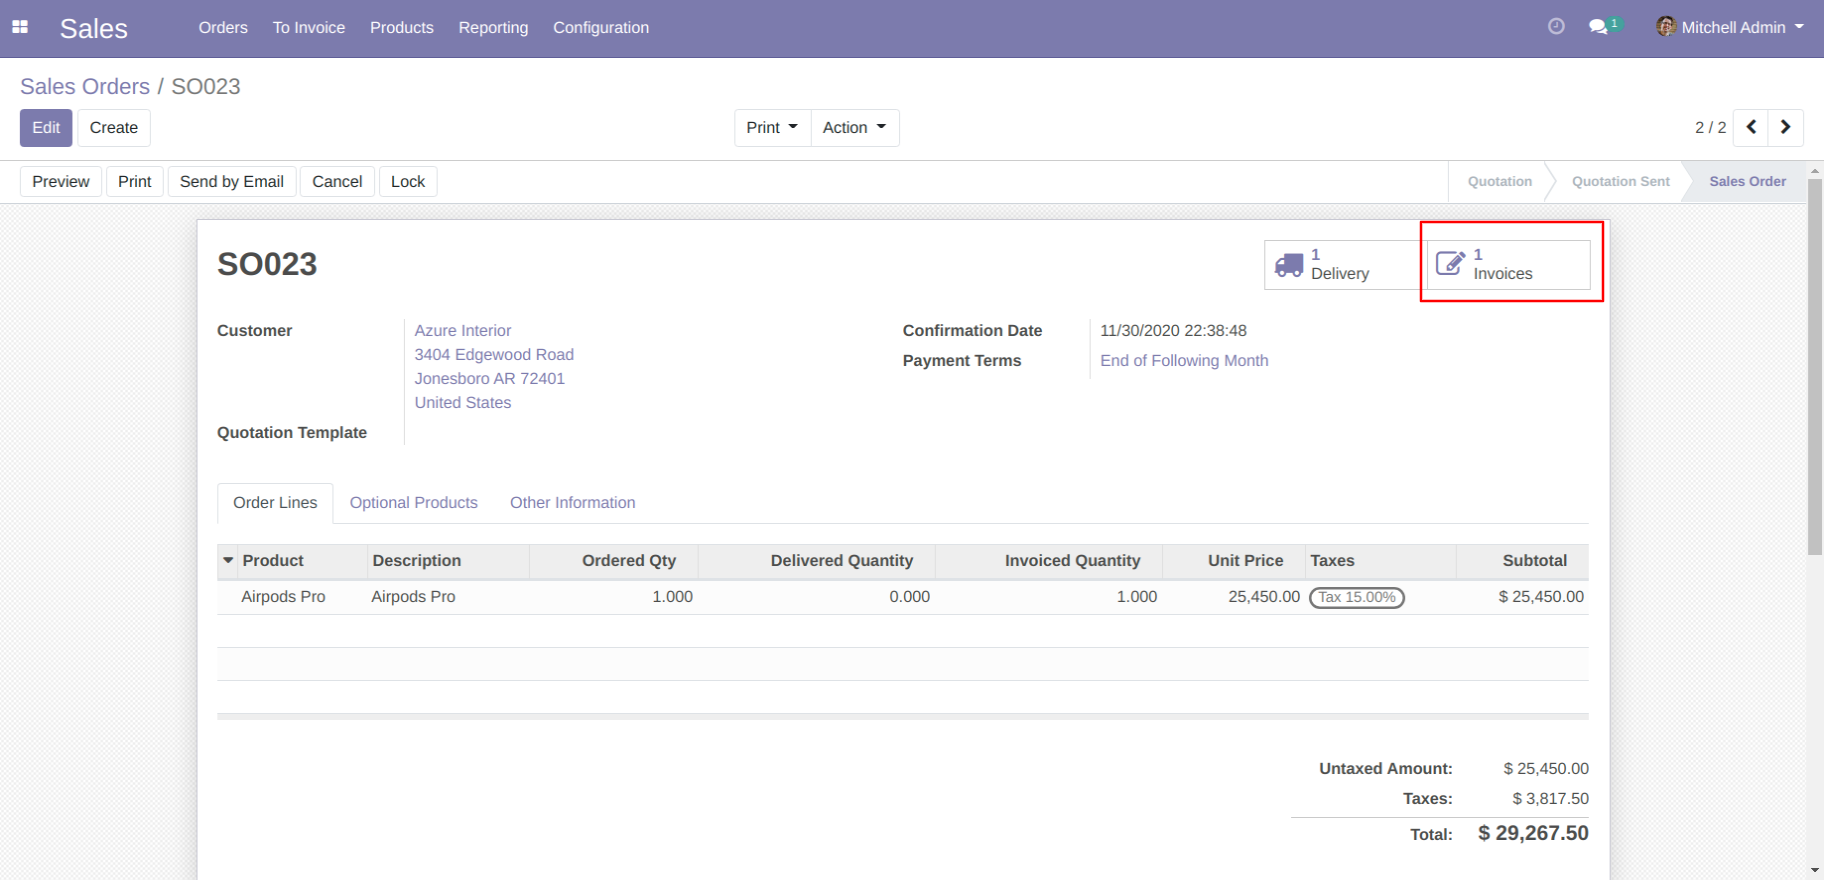 Sales Orders To Invoice Products Reporting Configuration 1 Mitchell Admin
Sales Orders / SO023
Edit Create Print Action 2 / 2
Preview Print Send by Email Cancel Lock Quotation Quotation Sent Sales Order
SO023
1
Delivery
1
Invoices
Customer
Azure Interior
3404 Edgewood Road
Jonesboro AR 72401
United States
Quotation Template
Confirmation Date 11/30/2020 22:38:48
Payment Terms End of Following Month
Order Lines Optional Products Other Information
Product Description Ordered Qty Delivered Quantity Invoiced Quantity Unit Price Taxes Subtotal
Airpods Pro Airpods Pro 1.000 0.000 1.000 25,450.00 Tax 15.00% $ 25,450.00
Untaxed Amount: $ 25,450.00
Taxes: $ 3,817.50
Total: $ 29,267.50